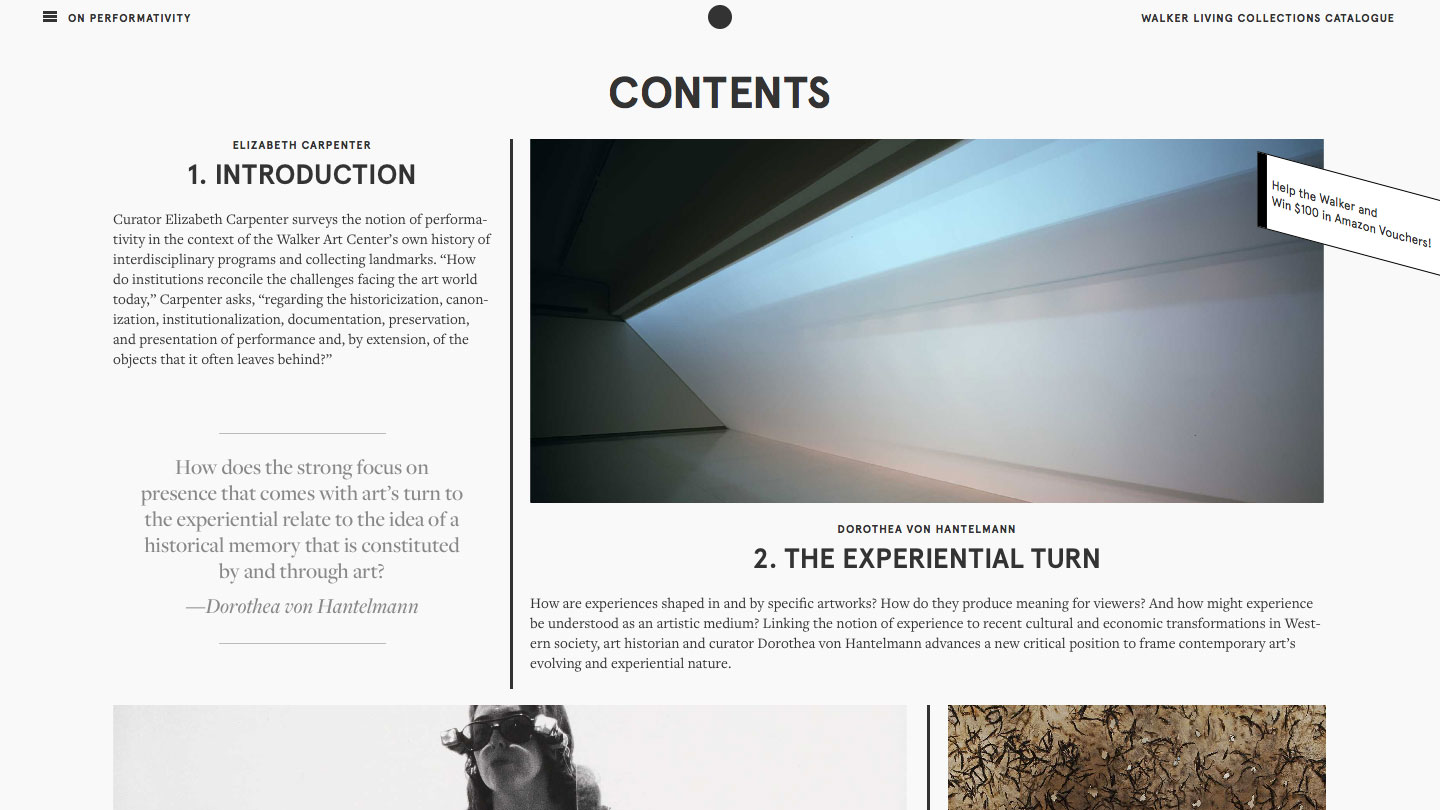 ON PERFORMATIVITY
WALKER LIVING COLLECTIONS CATALOGUE
CONTENTS
ELIZABETH CARPENTER
1. INTRODUCTION
Curator Elizabeth Carpenter surveys the notion of performa-
tivity in the context of the Walker Art Center’s own history of
interdisciplinary programs and collecting landmarks. “How
do institutions reconcile the challenges facing the art world
today,” Carpenter asks, “regarding the historicization, canon-
ization, institutionalization, documentation, preservation,
and presentation of performance and, by extension, of the
objects that it often leaves behind?”
How does the strong focus on
presence that comes with art’s turn to
the experiential relate to the idea of a
historical memory that is constituted
by and through art?
—Dorothea von Hantelmann
Help the Walker and
Win $100 in Amazon Vouchers!
DOROTHEA VON HANTELMANN
2. THE EXPERIENTIAL TURN
How are experiences shaped in and by specific artworks? How do they produce meaning for viewers? And how might experience
be understood as an artistic medium? Linking the notion of experience to recent cultural and economic transformations in West-
ern society, art historian and curator Dorothea von Hantelmann advances a new critical position to frame contemporary art’s
evolving and experiential nature.